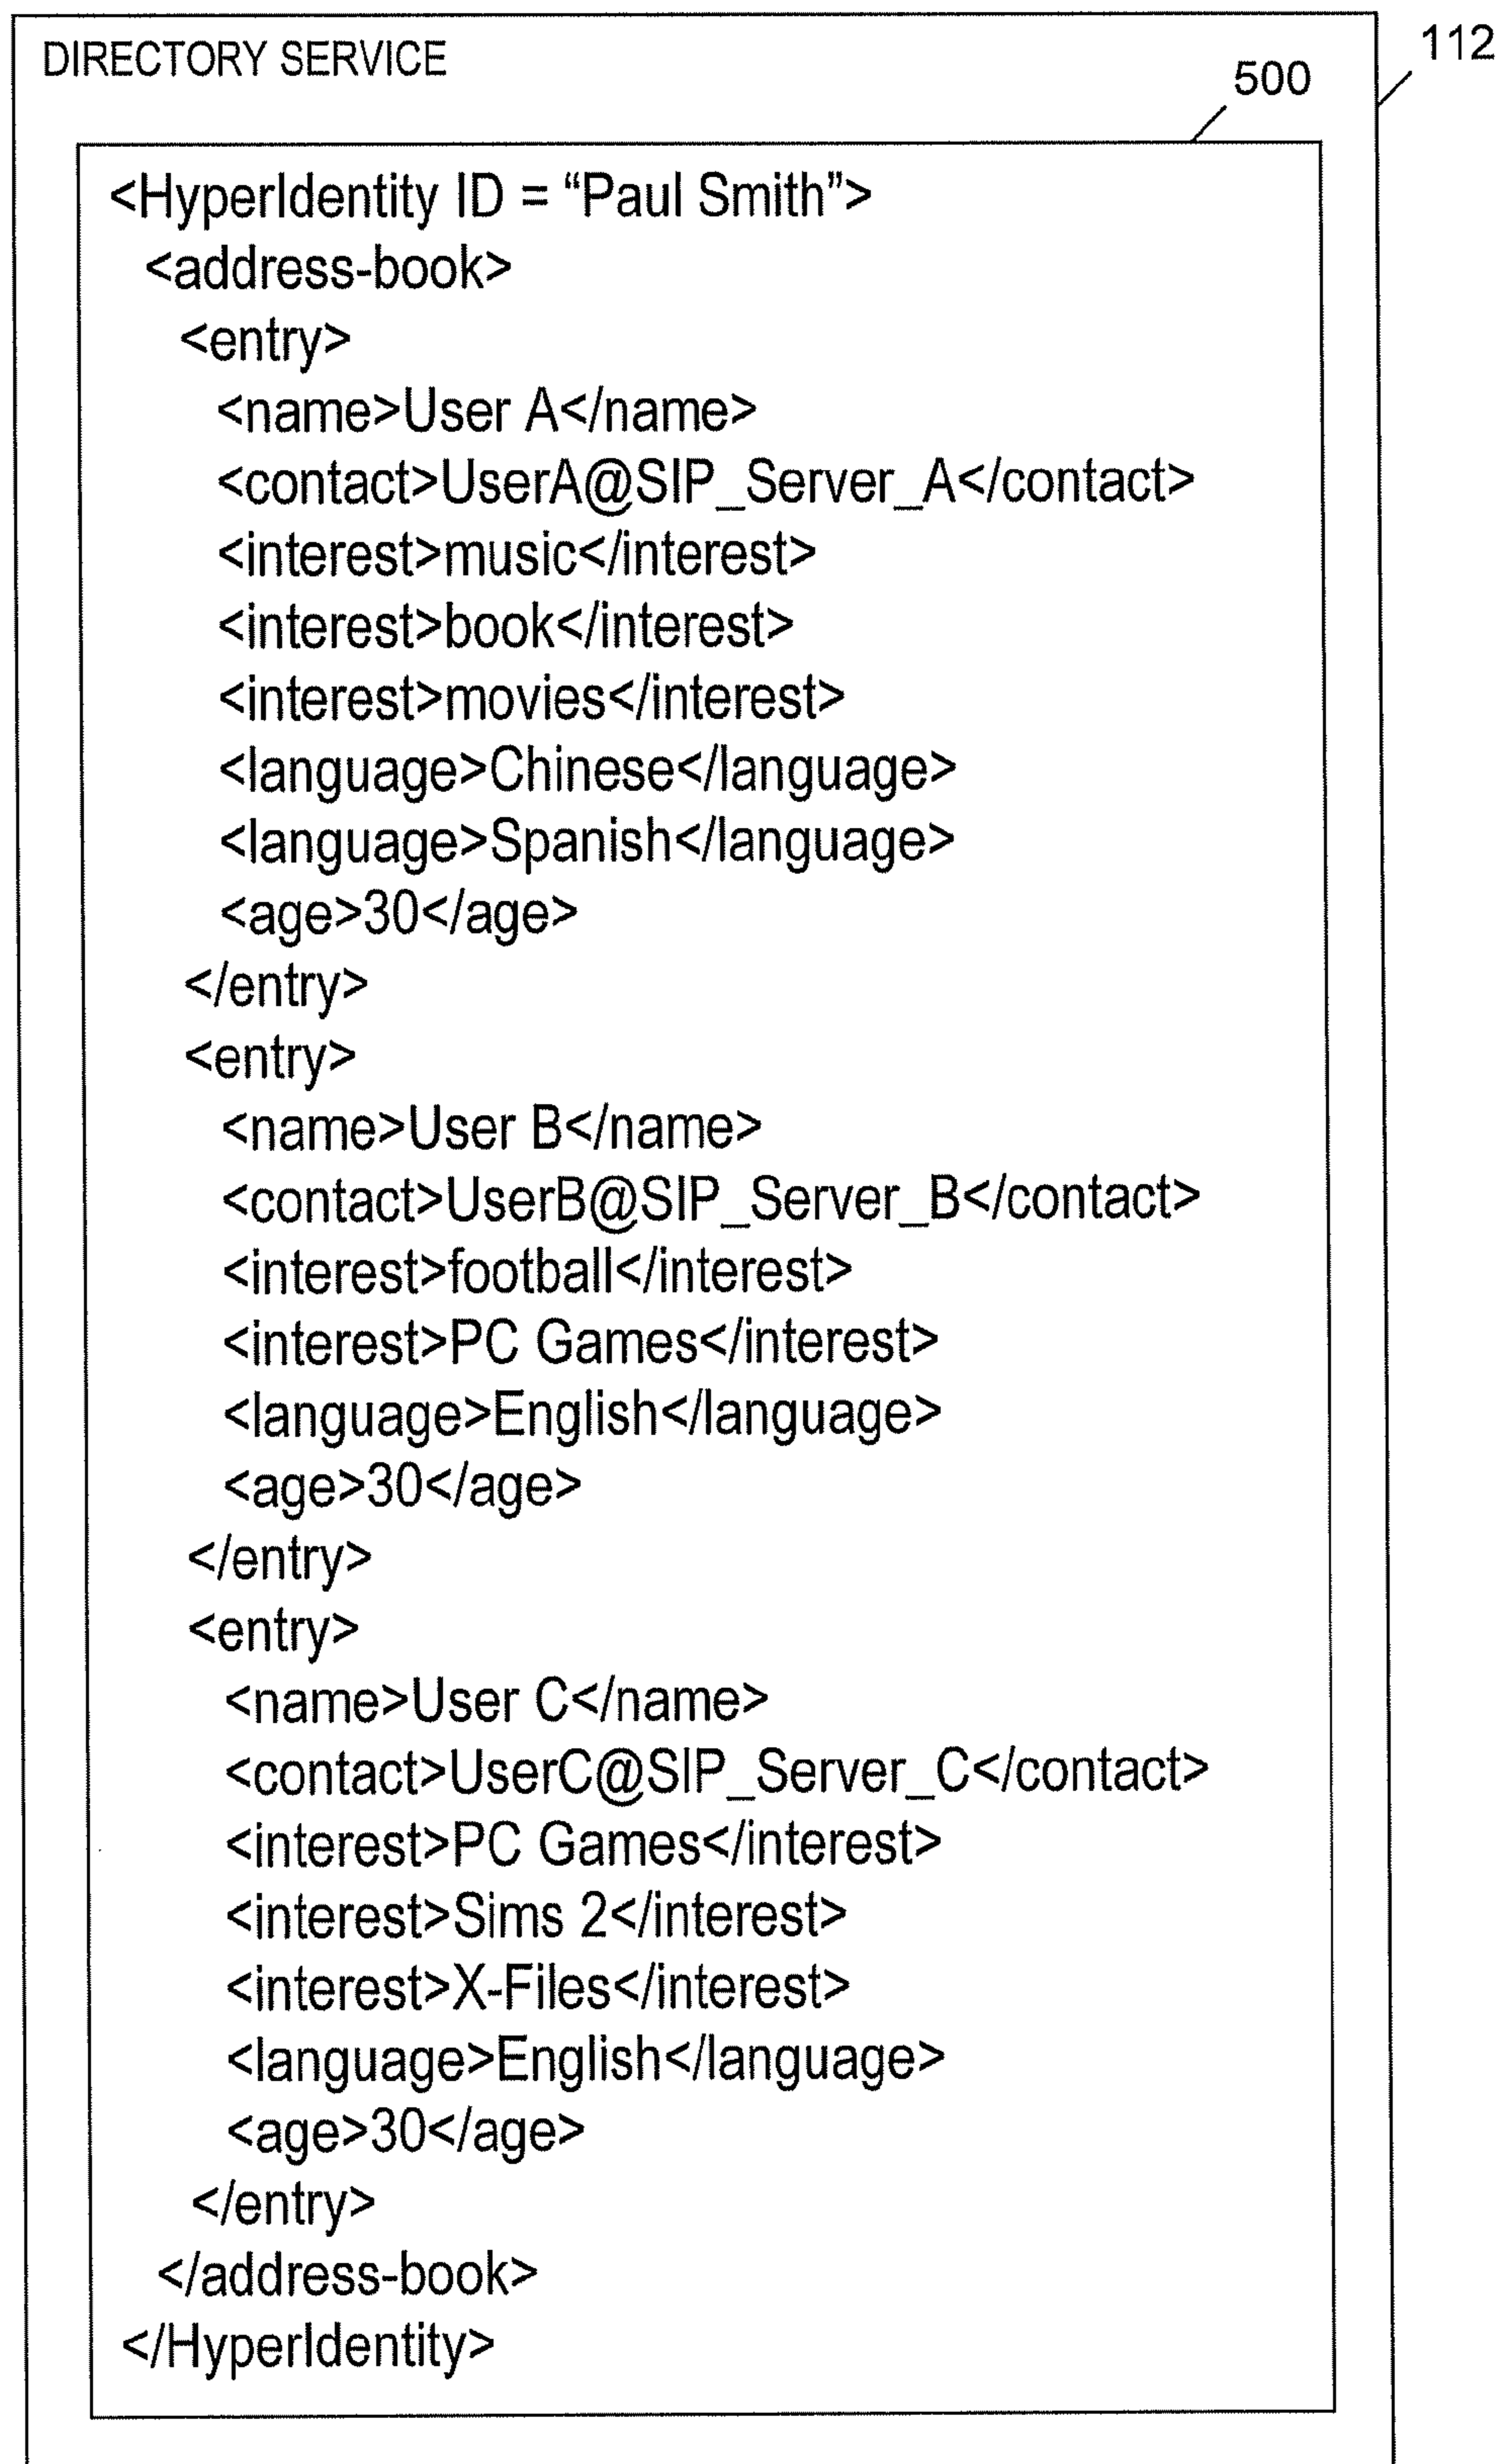 DIRECTORY SERVICE
112
500
<HyperIdentity ID = “Paul Smith”>
<address-book>
<entry>
<name>User A</name>
<contact>UserA@SIP_Server_A</contact>
<interest>music</interest>
<interest>book</interest>
<interest>movies</interest>
<language>Chinese</language>
<language>Spanish</language>
<age>30</age>
</entry>
<entry>
<name>User B</name>
<contact>UserB@SIP_Server_B</contact>
<interest>football</interest>
<interest>PC Games</interest>
<language>English</language>
<age>30</age>
</entry>
<entry>
<name>User C</name>
<contact>UserC@SIP_Server_C</contact>
<interest>PC Games</interest>
<interest>Sims 2</interest>
<interest>X-Files</interest>
<language>English</language>
<age>30</age>
</entry>
</address-book>
</HyperIdentity>